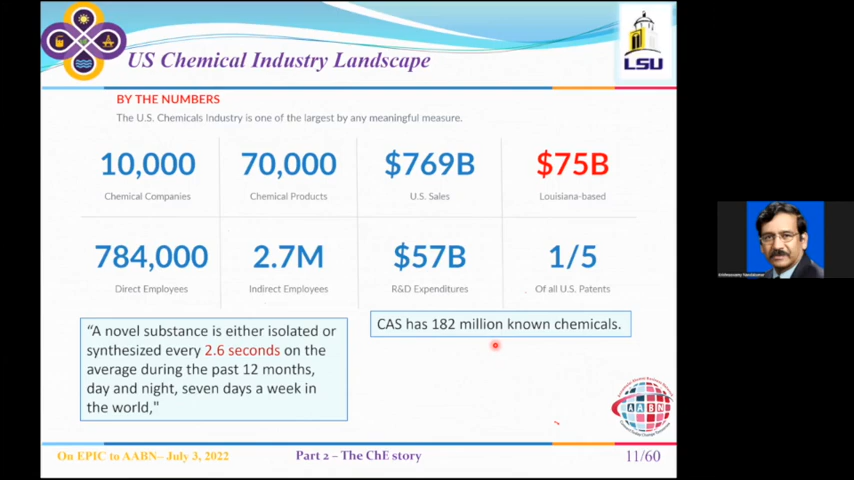 US Chemical Industry Landscape
LSU
BY THE NUMBERS
The U.S. Chemicals Industry is one of the largest by any meaningful measure.
10,000
Chemical Companies
70,000
Chemical Products
$769B
U.S. Sales
$75B
Louisiana-based
784,000
Direct Employees
2.7M
Indirect Employees
$57B
R&D Expenditures
1/5
Of all U.S. Patents
“A novel substance is either isolated or
synthesized every 2.6 seconds on the
average during the past 12 months,
day and night, seven days a week in
the world,"
CAS has 182 million known chemicals.
AABN
On EPIC to AABN– July 3, 2022
Part 2 – The ChE story
11/60